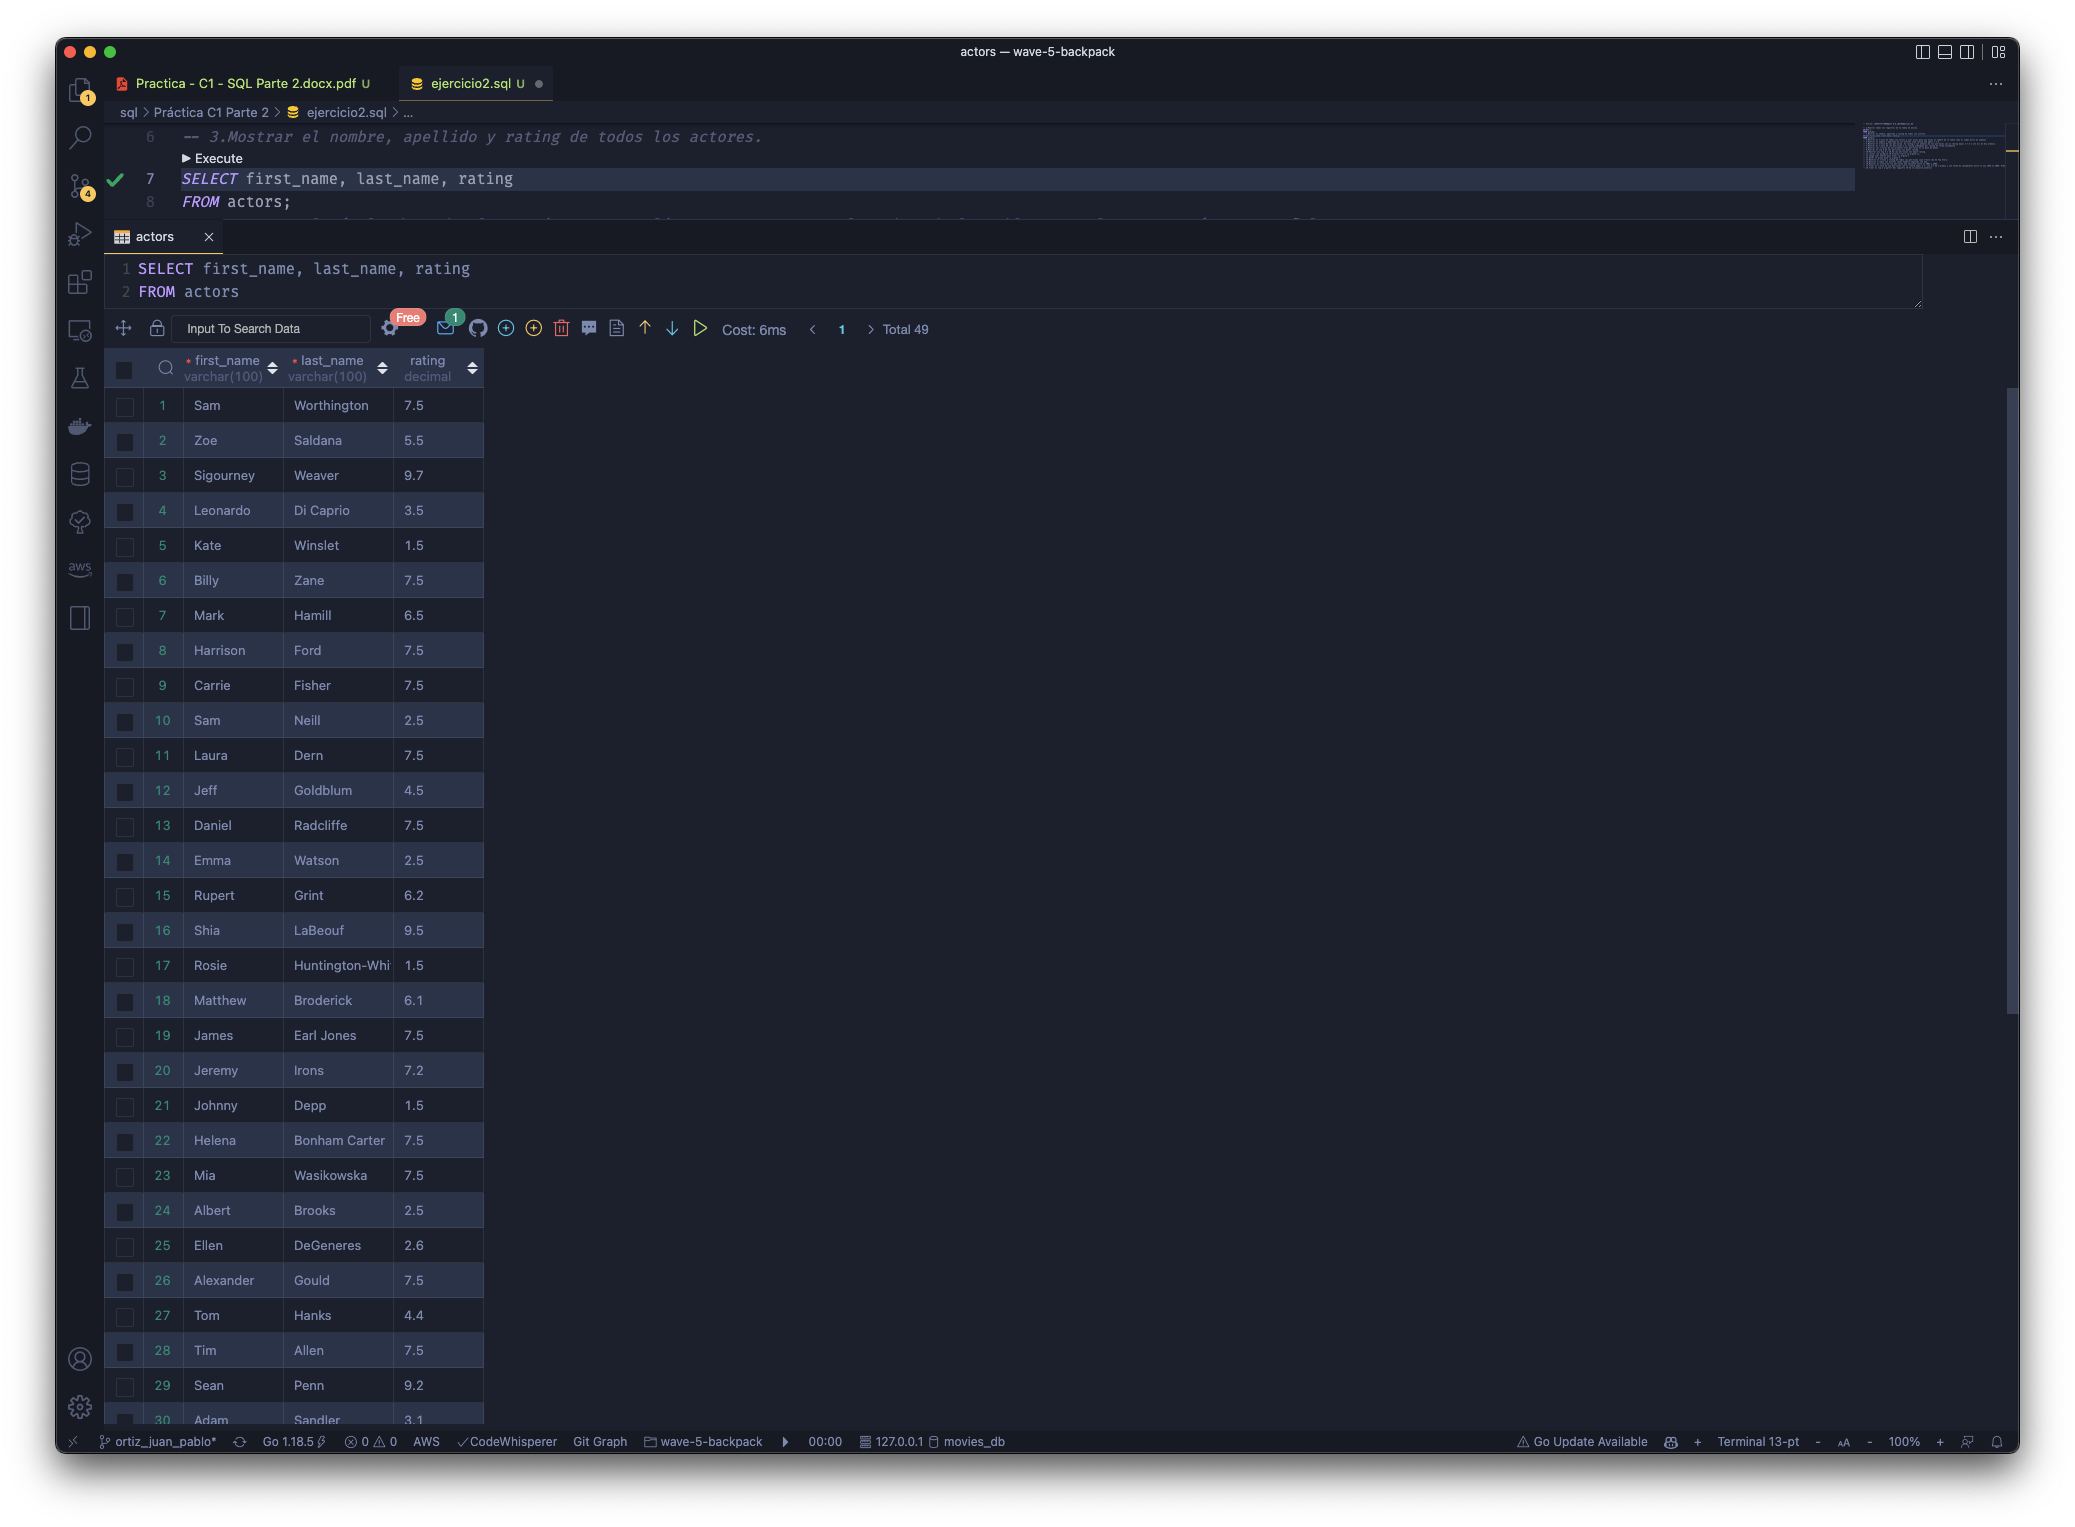 actors — wave-5-backpack
Practica - C1 - SQL Parte 2.docx.pdf U
ejercicio2.sql U
sql > Práctica C1 Parte 2 > ejercicio2.sql > ...
6 -- 3.Mostrar el nombre, apellido y rating de todos los actores.
Execute
7 SELECT first_name, last_name, rating
8 FROM actors;
actors
1 SELECT first_name, last_name, rating
2 FROM actors
Input To Search Data Free 1 Cost: 6ms < 1 > Total 49
* first_name * last_name rating
varchar(100) varchar(100) decimal
1 Sam Worthington 7.5
2 Zoe Saldana 5.5
3 Sigourney Weaver 9.7
4 Leonardo Di Caprio 3.5
5 Kate Winslet 1.5
6 Billy Zane 7.5
7 Mark Hamill 6.5
8 Harrison Ford 7.5
9 Carrie Fisher 7.5
10 Sam Neill 2.5
11 Laura Dern 7.5
12 Jeff Goldblum 4.5
13 Daniel Radcliffe 7.5
14 Emma Watson 2.5
15 Rupert Grint 6.2
16 Shia LaBeouf 9.5
17 Rosie Huntington-Whi 1.5
18 Matthew Broderick 6.1
19 James Earl Jones 7.5
20 Jeremy Irons 7.2
21 Johnny Depp 1.5
22 Helena Bonham Carter 7.5
23 Mia Wasikowska 7.5
24 Albert Brooks 2.5
25 Ellen DeGeneres 2.6
26 Alexander Gould 7.5
27 Tom Hanks 4.4
28 Tim Allen 7.5
29 Sean Penn 9.2
30 Adam Sandler 3.1
1
4
aws
ortiz_juan_pablo* Go 1.18.5 0 0 AWS CodeWhisperer Git Graph wave-5-backpack 00:00 127.0.0.1 movies_db Go Update Available + Terminal 13-pt - AA - 100% +